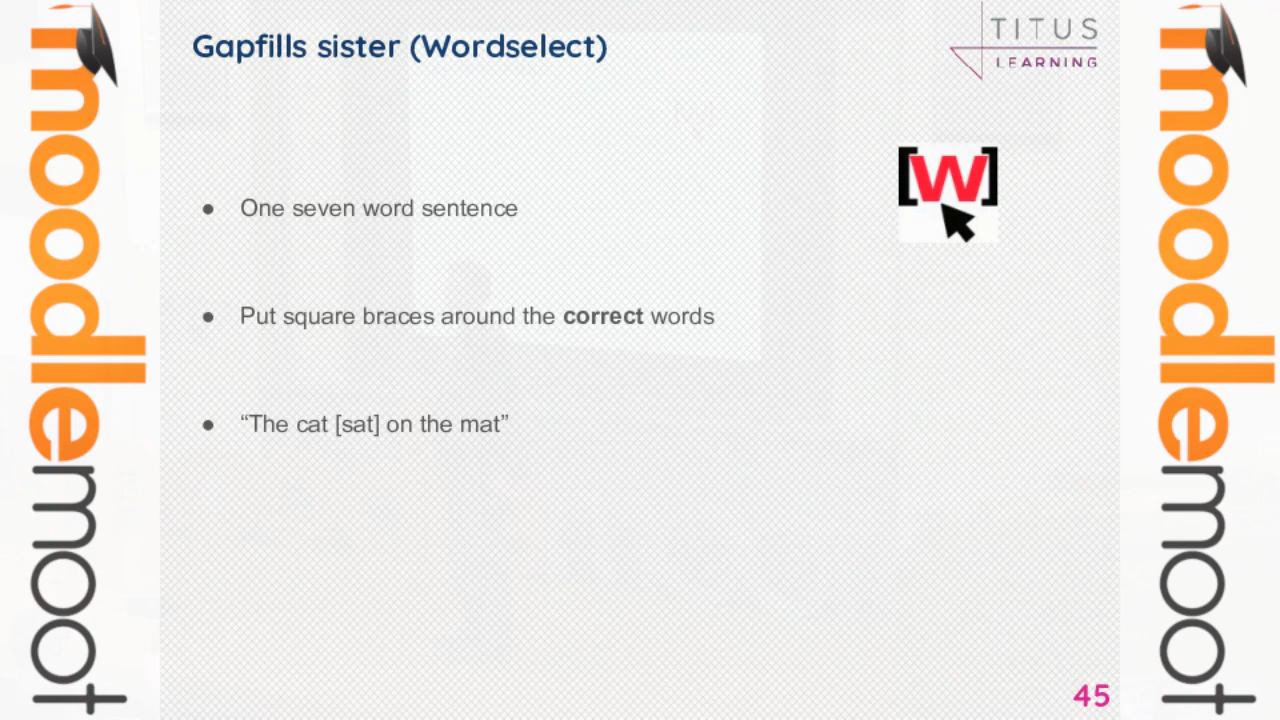 Gapfills sister (Wordselect)
TITUS
LEARNING
[W]
● One seven word sentence
● Put square braces around the correct words
● “The cat [sat] on the mat”
45
moodlemoot
moodlemoot